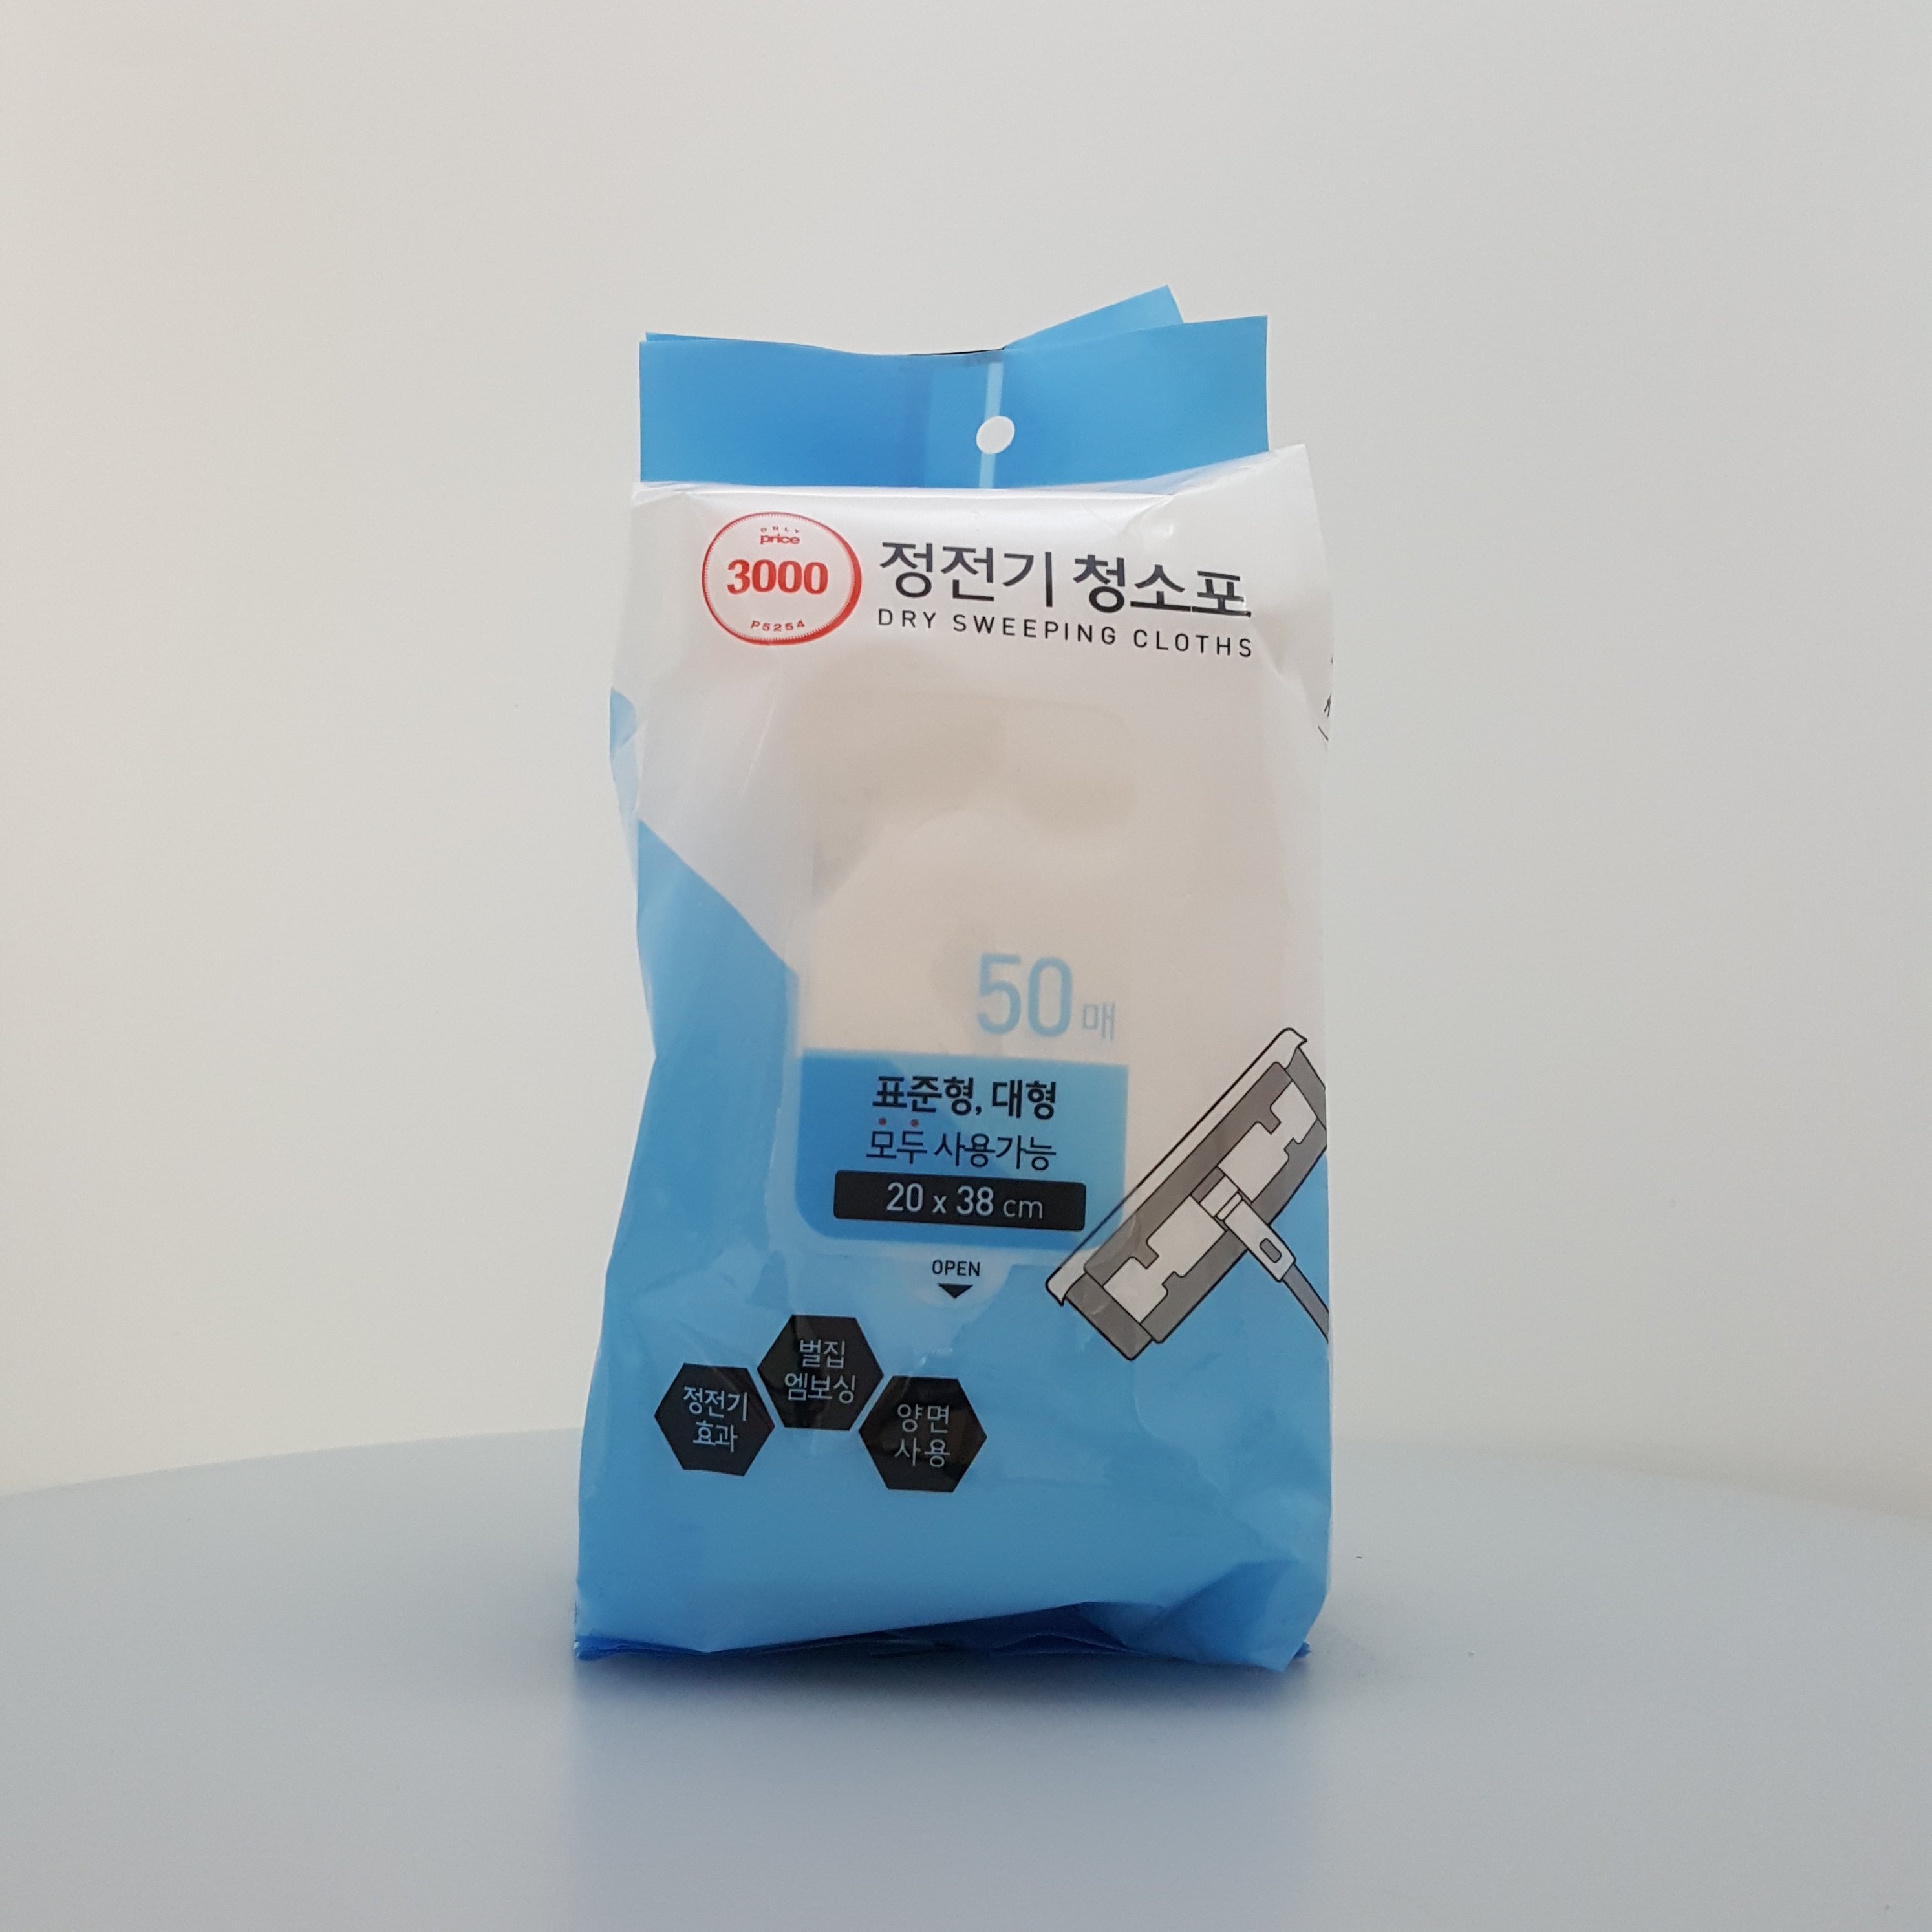 ONLY
price
3000
P525A
정전기 청소포
DRY SWEEPING CLOTHS
50매
표준형, 대형
모두 사용가능
20 x 38 cm
OPEN
벌집
엠보싱
정전기
효과
양면
사용